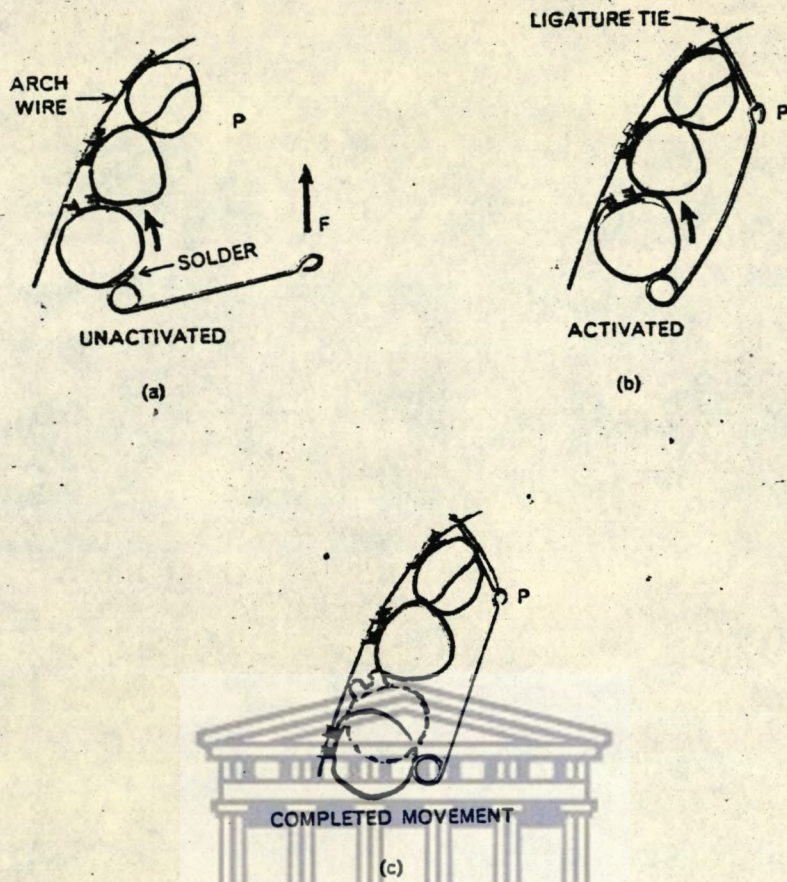 LIGATURE TIE
ARCH
WIRE
P
P
F
SOLDER
UNACTIVATED
ACTIVATED
(a)
(b)
P
COMPLETED MOVEMENT
(c)